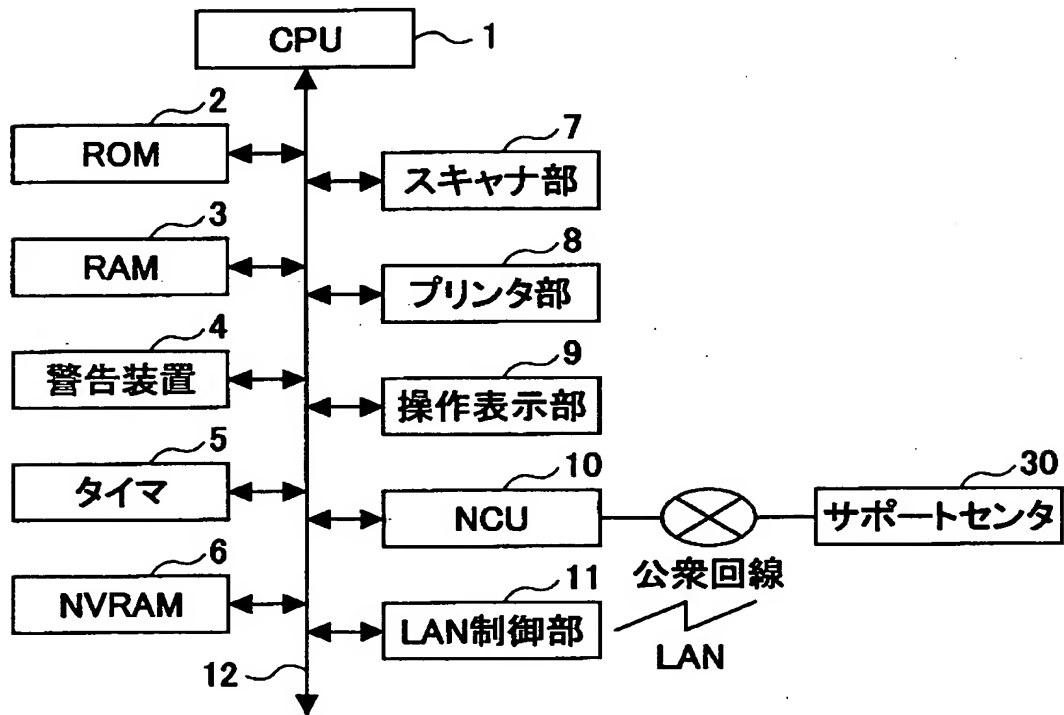 CPU
1
2
ROM
7
スキャナ部
3
RAM
8
プリンタ部
4
警告装置
9
操作表示部
5
タイマ
10
NCU
30
サポートセンタ
公衆回線
6
NVRAM
11
LAN制御部
LAN
12